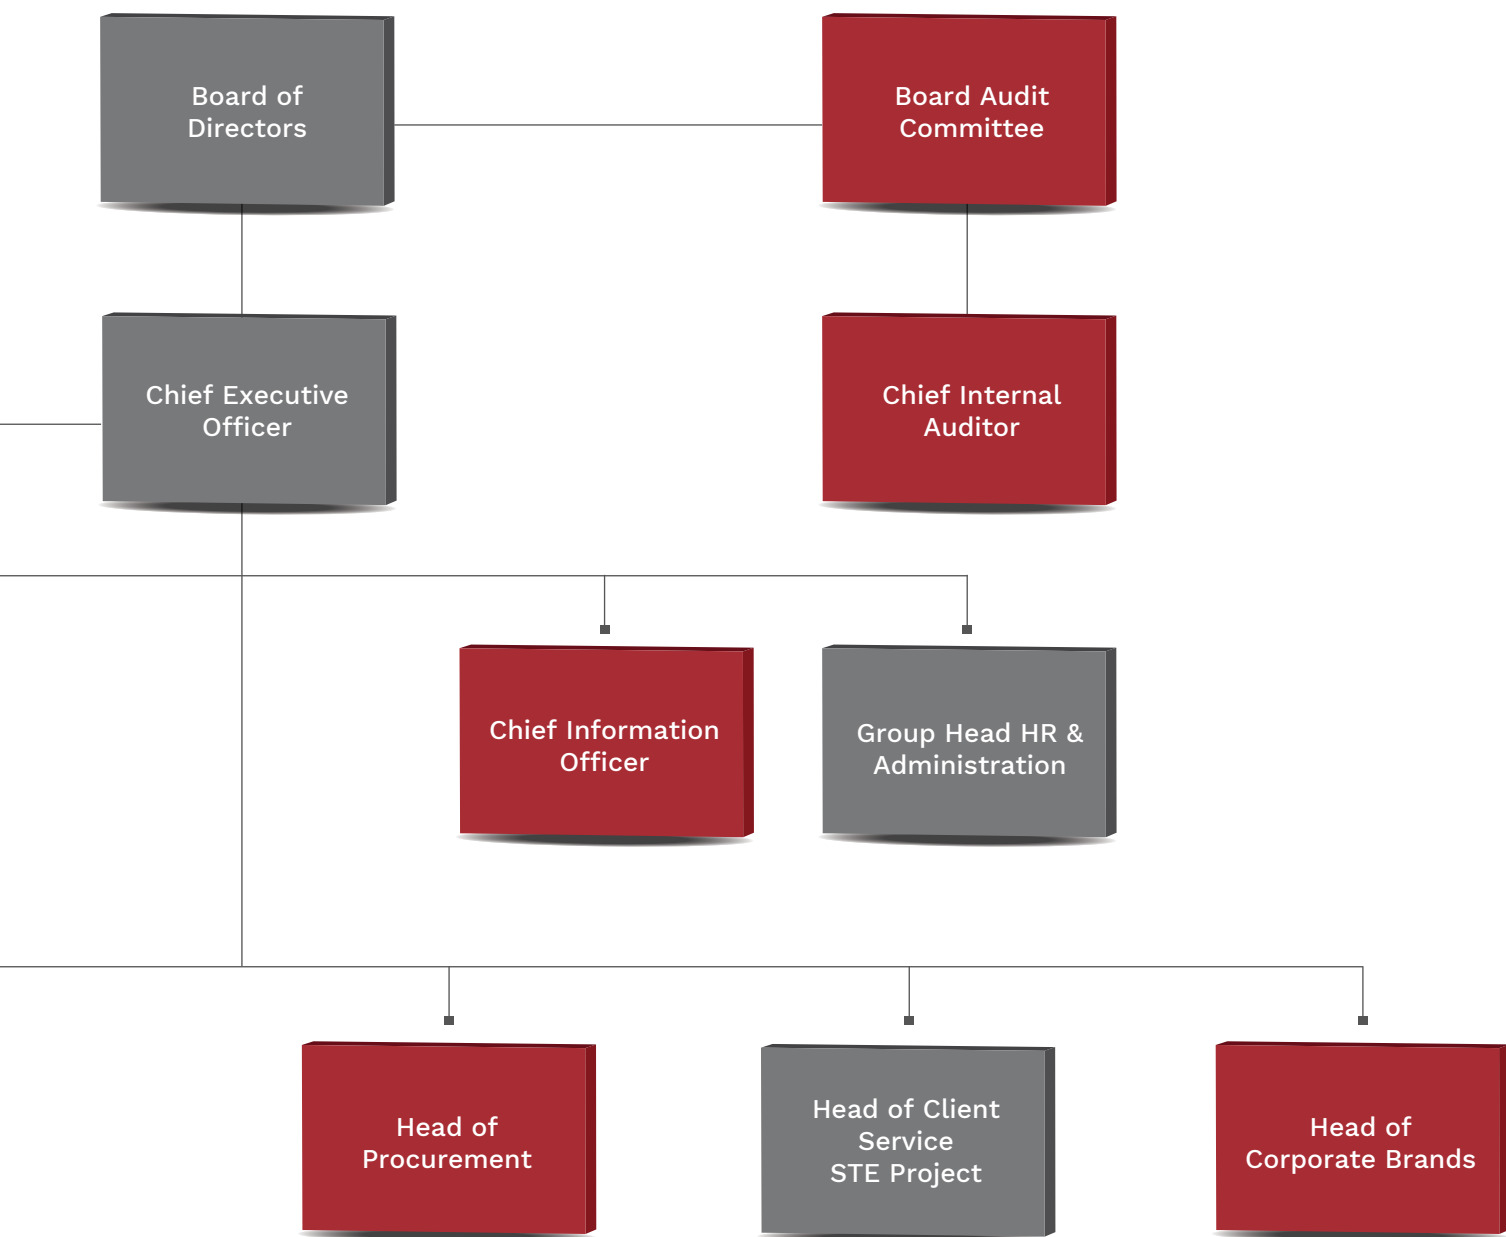 Board of
Directors
Board Audit
Committee
Chief Executive
Officer
Chief Internal
Auditor
Chief Information
Officer
Group Head HR &
Administration
Head of
Procurement
Head of Client
Service
STE Project
Head of
Corporate Brands